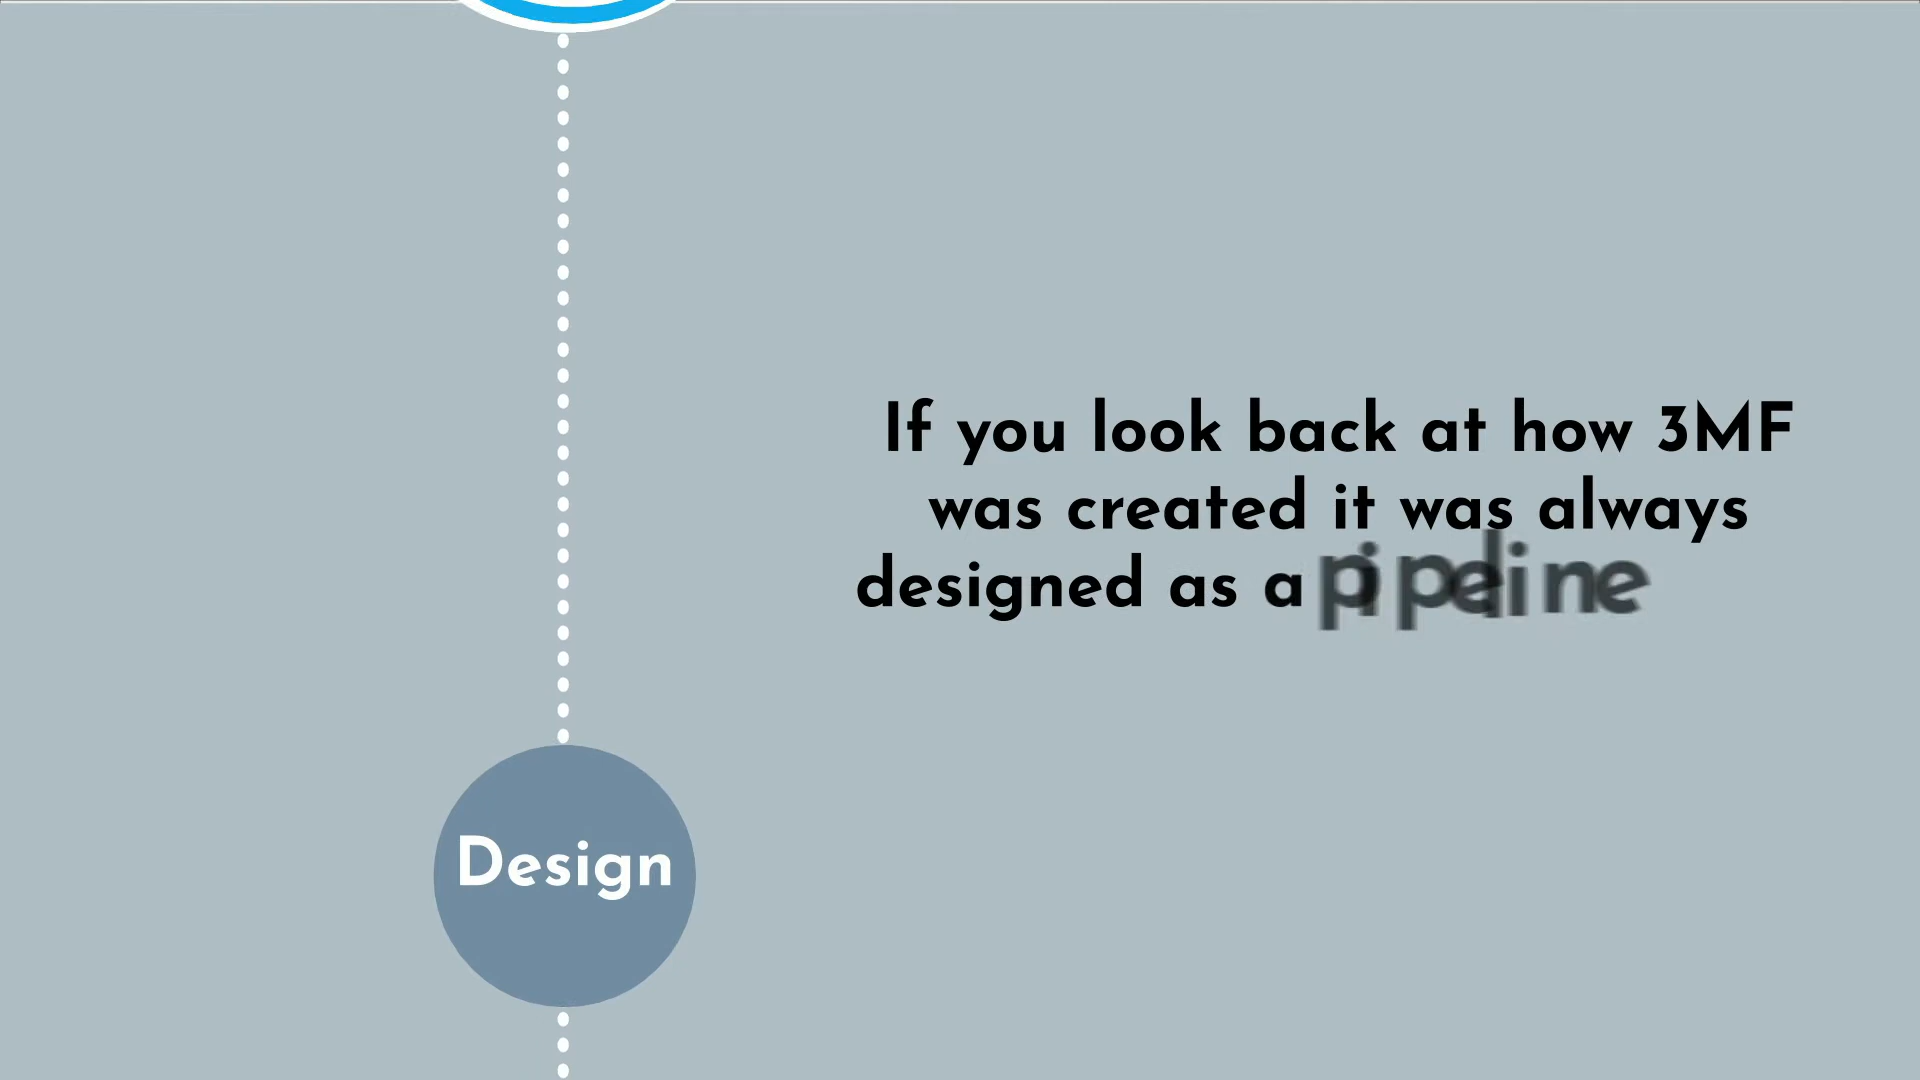 If you look back at how 3MF
was created it was always
designed as a pipeline
Design